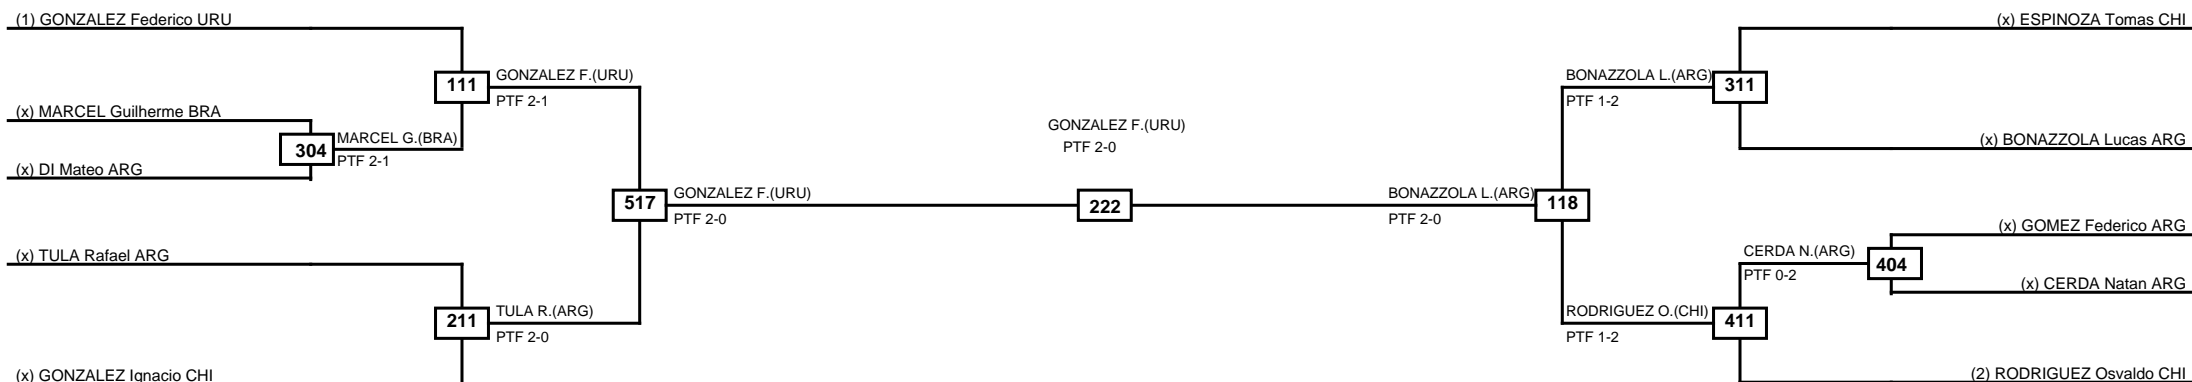 (1) GONZALEZ Federico URU
(x) ESPINOZA Tomas CHI
111
GONZALEZ F.(URU)
PTF 2-1
BONAZZOLA L.(ARG)
PTF 1-2
311
(x) MARCEL Guilherme BRA
304
MARCEL G.(BRA)
PTF 2-1
(x) DI Mateo ARG
GONZALEZ F.(URU)
PTF 2-0
(x) BONAZZOLA Lucas ARG
517
GONZALEZ F.(URU)
PTF 2-0
222
BONAZZOLA L.(ARG)
PTF 2-0
118
(x) TULA Rafael ARG
(x) GOMEZ Federico ARG
CERDA N.(ARG)
PTF 0-2
404
(x) CERDA Natan ARG
211
TULA R.(ARG)
PTF 2-0
RODRIGUEZ O.(CHI)
PTF 1-2
411
(x) GONZALEZ Ignacio CHI
(2) RODRIGUEZ Osvaldo CHI